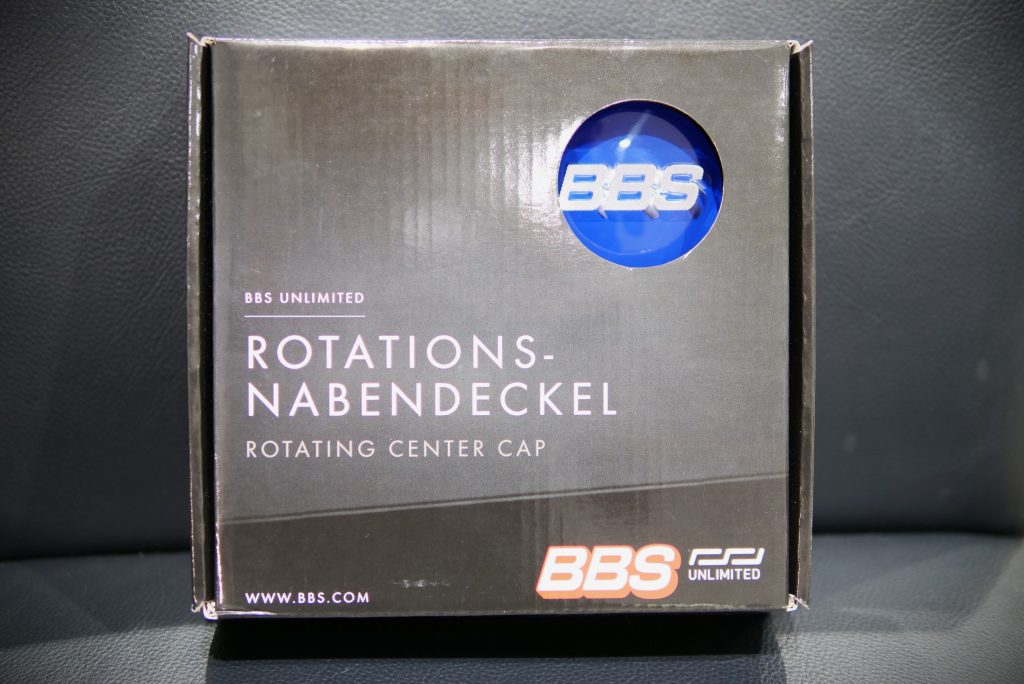 BBS
BBS UNLIMITED
ROTATIONS-
NABENDECKEL
ROTATING CENTER CAP
BBS UNLIMITED
WWW.BBS.COM